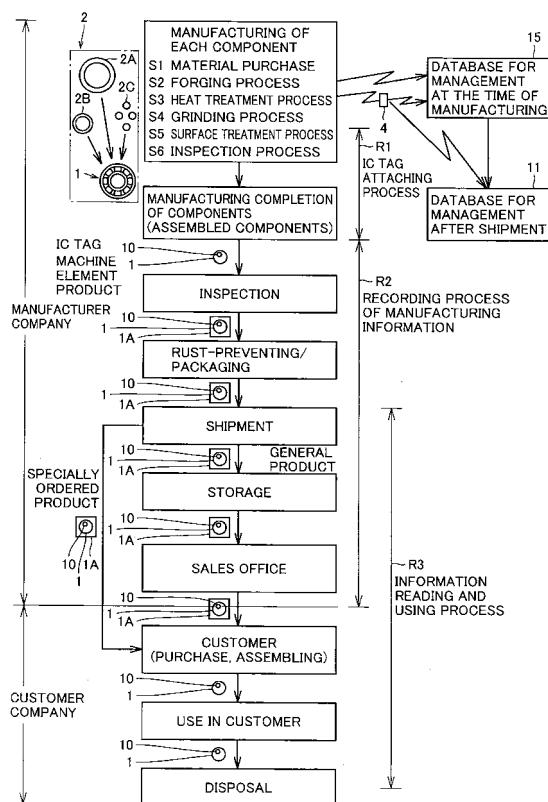 2
2A
2B
2C
1
MANUFACTURING OF
EACH COMPONENT
S1 MATERIAL PURCHASE
S2 FORGING PROCESS
S3 HEAT TREATMENT PROCESS
S4 GRINDING PROCESS
S5 SURFACE TREATMENT PROCESS
S6 INSPECTION PROCESS
15
DATABASE FOR
MANAGEMENT
AT THE TIME OF
MANUFACTURING
4
R1
IC TAG
ATTACHING
PROCESS
11
DATABASE FOR
MANAGEMENT
AFTER SHIPMENT
MANUFACTURING COMPLETION
OF COMPONENTS
(ASSEMBLED COMPONENTS)
IC TAG
MACHINE
ELEMENT
PRODUCT
10
1
R2
RECORDING PROCESS
OF MANUFACTURING
INFORMATION
INSPECTION
MANUFACTURER
COMPANY
10
1
1A
RUST-PREVENTING/
PACKAGING
10
1
1A
SHIPMENT
GENERAL
PRODUCT
10
1
1A
SPECIALLY
ORDERED
PRODUCT
10
1A
1
STORAGE
10
1
1A
SALES OFFICE
R3
INFORMATION
READING AND
USING PROCESS
10
1
1A
CUSTOMER
(PURCHASE, ASSEMBLING)
CUSTOMER
COMPANY
10
1
USE IN CUSTOMER
10
1
DISPOSAL